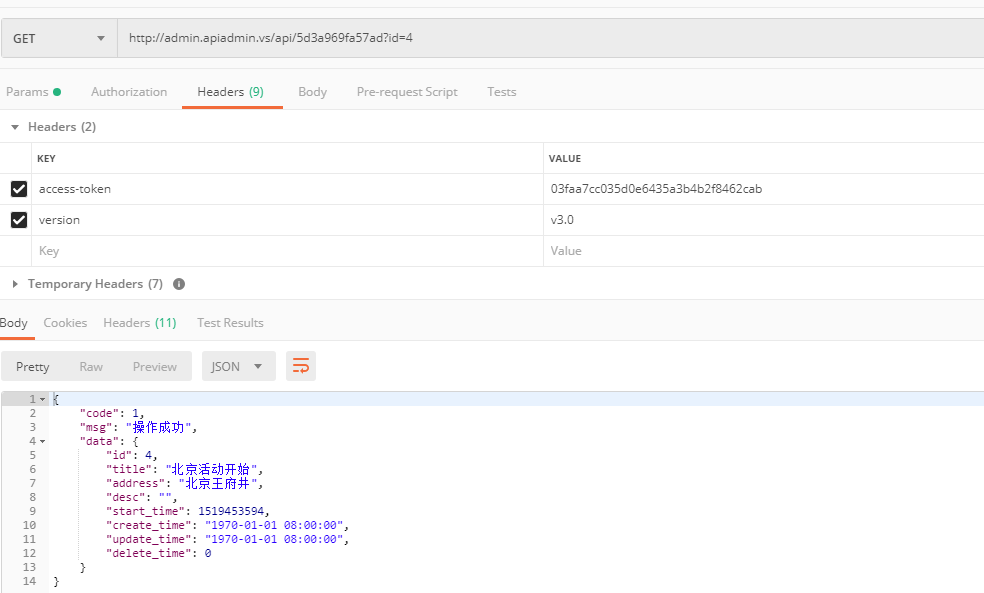 GET http://admin.apiadmin.vs/api/5d3a969fa57ad?id=4
Params Authorization Headers (9) Body Pre-request Script Tests
Headers (2)
KEY VALUE
access-token 03faa7cc035d0e6435a3b4b2f8462cab
version v3.0
Key Value
Temporary Headers (7)
Body Cookies Headers (11) Test Results
Pretty Raw Preview JSON
1 {
2 "code": 1,
3 "msg": "操作成功",
4 "data": {
5 "id": 4,
6 "title": "北京活动开始",
7 "address": "北京王府井",
8 "desc": "",
9 "start_time": 1519453594,
10 "create_time": "1970-01-01 08:00:00",
11 "update_time": "1970-01-01 08:00:00",
12 "delete_time": 0
13 }
14 }